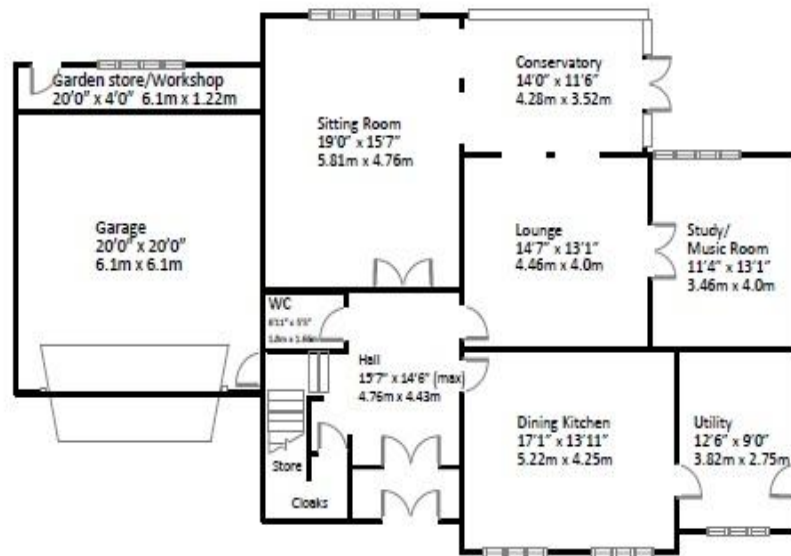 Garden store/Workshop
20'0" x 4'0" 6.1m x 1.22m
Conservatory
14'0" x 11'6"
4.28m x 3.52m
Sitting Room
19'0" x 15'7"
5.81m x 4.76m
Garage
20'0" x 20'0"
6.1m x 6.1m
Lounge
14'7" x 13'1"
4.46m x 4.0m
Study/
Music Room
11'4" x 13'1"
3.46m x 4.0m
WC
Hall
15'7" x 14'6" (max)
4.76m x 4.43m
Dining Kitchen
17'1" x 13'11"
5.22m x 4.25m
Utility
12'6" x 9'0"
3.82m x 2.75m
Store
Cloaks